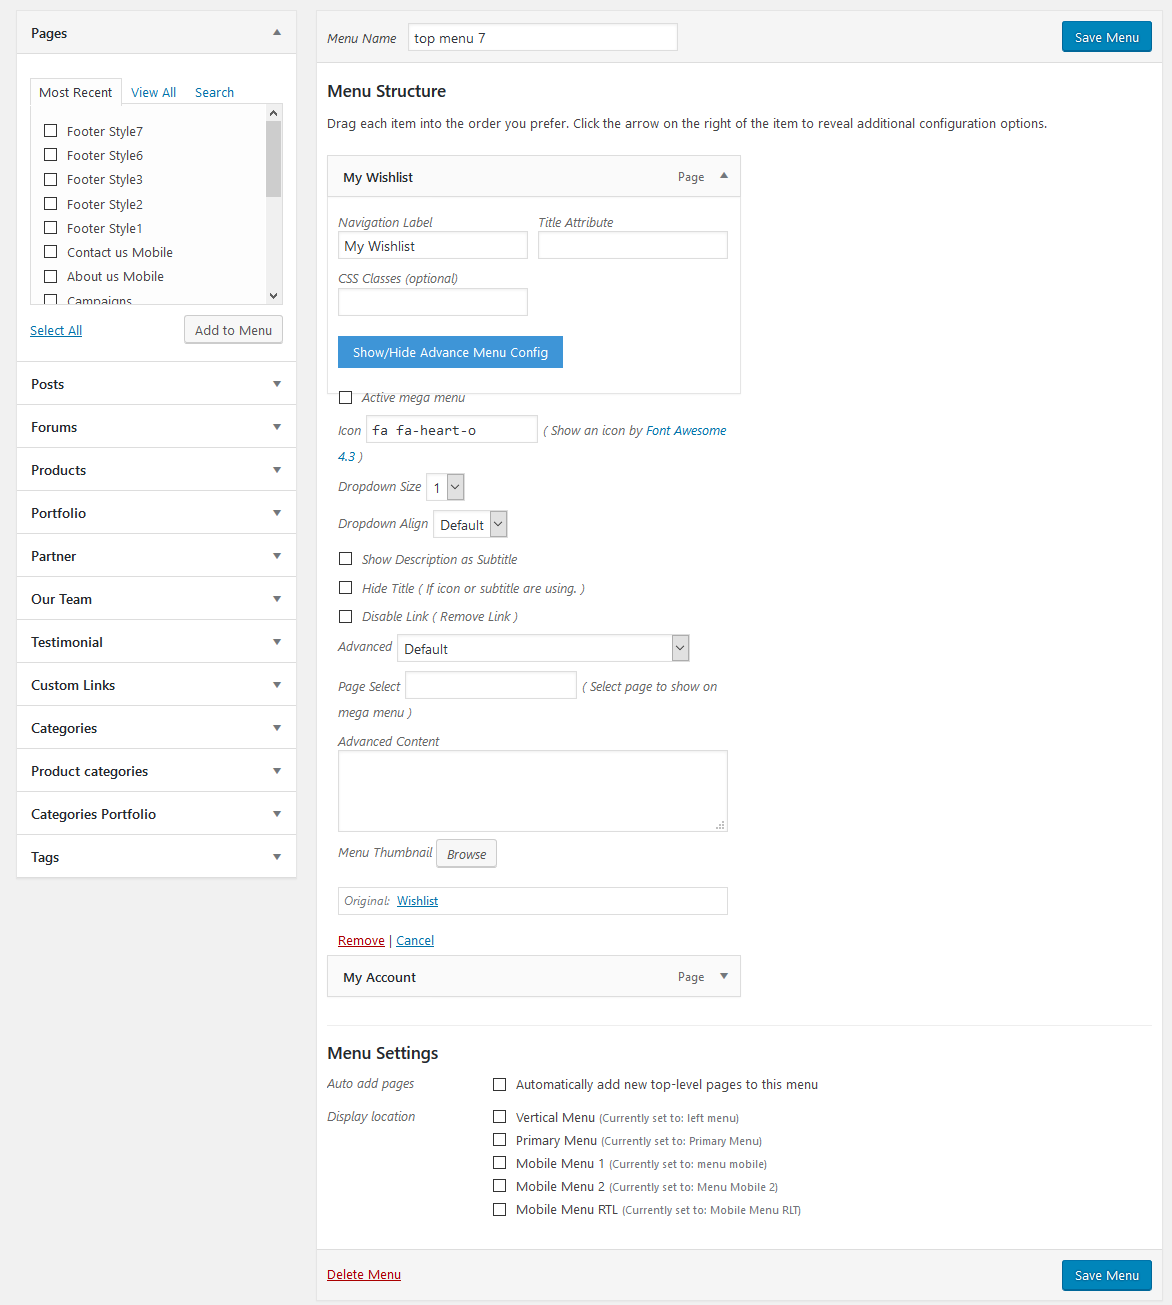 Pages
Most Recent View All Search
Footer Style7
Footer Style6
Footer Style3
Footer Style2
Footer Style1
Contact us Mobile
About us Mobile
Campaigns
Select All Add to Menu
Posts
Forums
Products
Portfolio
Partner
Our Team
Testimonial
Custom Links
Categories
Product categories
Categories Portfolio
Tags
Menu Name top menu 7 Save Menu
Menu Structure
Drag each item into the order you prefer. Click the arrow on the right of the item to reveal additional configuration options.
My Wishlist Page
Navigation Label Title Attribute
My Wishlist
CSS Classes (optional)
Show/Hide Advance Menu Config
Active mega menu
Icon fa fa-heart-o ( Show an icon by Font Awesome
4.3 )
Dropdown Size 1
Dropdown Align Default
Show Description as Subtitle
Hide Title ( If icon or subtitle are using. )
Disable Link ( Remove Link )
Advanced Default
Page Select ( Select page to show on
mega menu )
Advanced Content
Menu Thumbnail Browse
Original: Wishlist
Remove | Cancel
My Account Page
Menu Settings
Auto add pages Automatically add new top-level pages to this menu
Display location Vertical Menu (Currently set to: left menu)
Primary Menu (Currently set to: Primary Menu)
Mobile Menu 1 (Currently set to: menu mobile)
Mobile Menu 2 (Currently set to: Menu Mobile 2)
Mobile Menu RTL (Currently set to: Mobile Menu RLT)
Delete Menu Save Menu